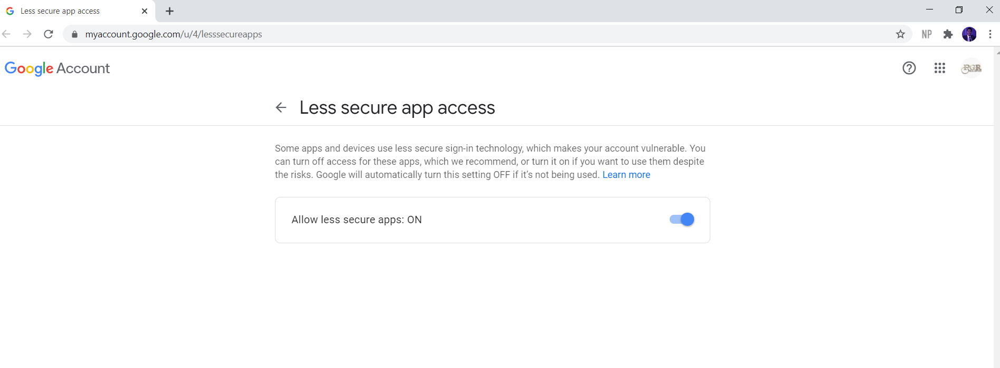 Less secure app access
myaccount.google.com/u/4/lesssecureapps
NP
Google Account
PGR
Less secure app access
Some apps and devices use less secure sign-in technology, which makes your account vulnerable. You
can turn off access for these apps, which we recommend, or turn it on if you want to use them despite
the risks. Google will automatically turn this setting OFF if it’s not being used. Learn more
Allow less secure apps: ON